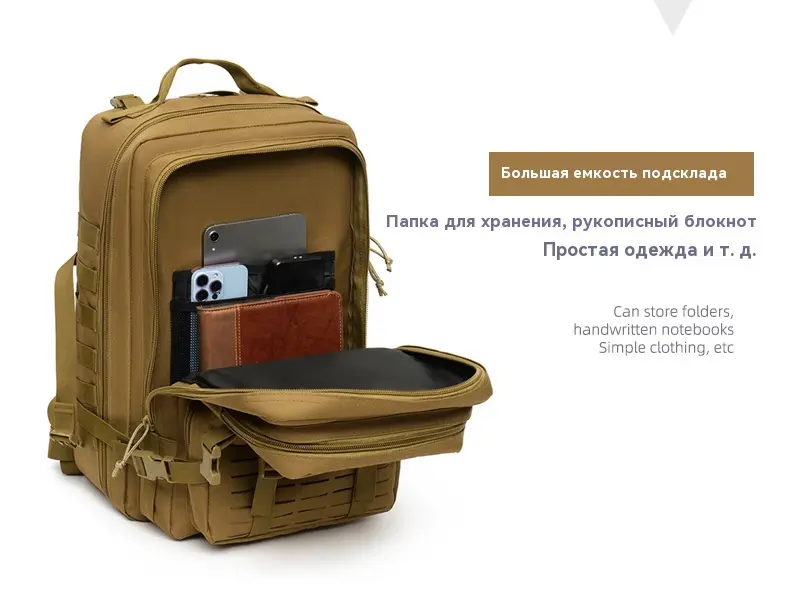 Большая емкость подсклада
Папка для хранения, рукописный блокнот
Простая одежда и т. д.
Can store folders,
handwritten notebooks
Simple clothing, etc